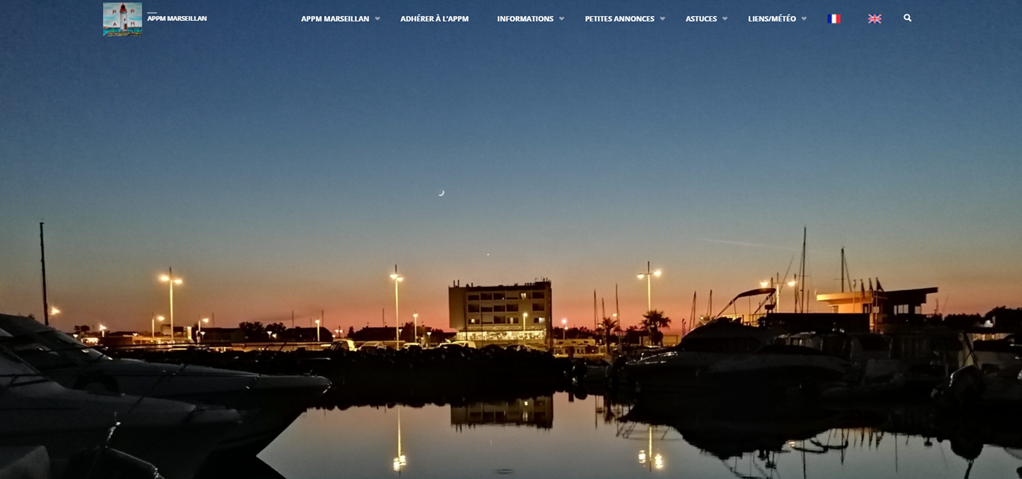 APPM MARSEILLAN
APPM MARSEILLAN ADHÉRER À L'APPM INFORMATIONS PETITES ANNONCES ASTUCES LIENS/MÉTÉO